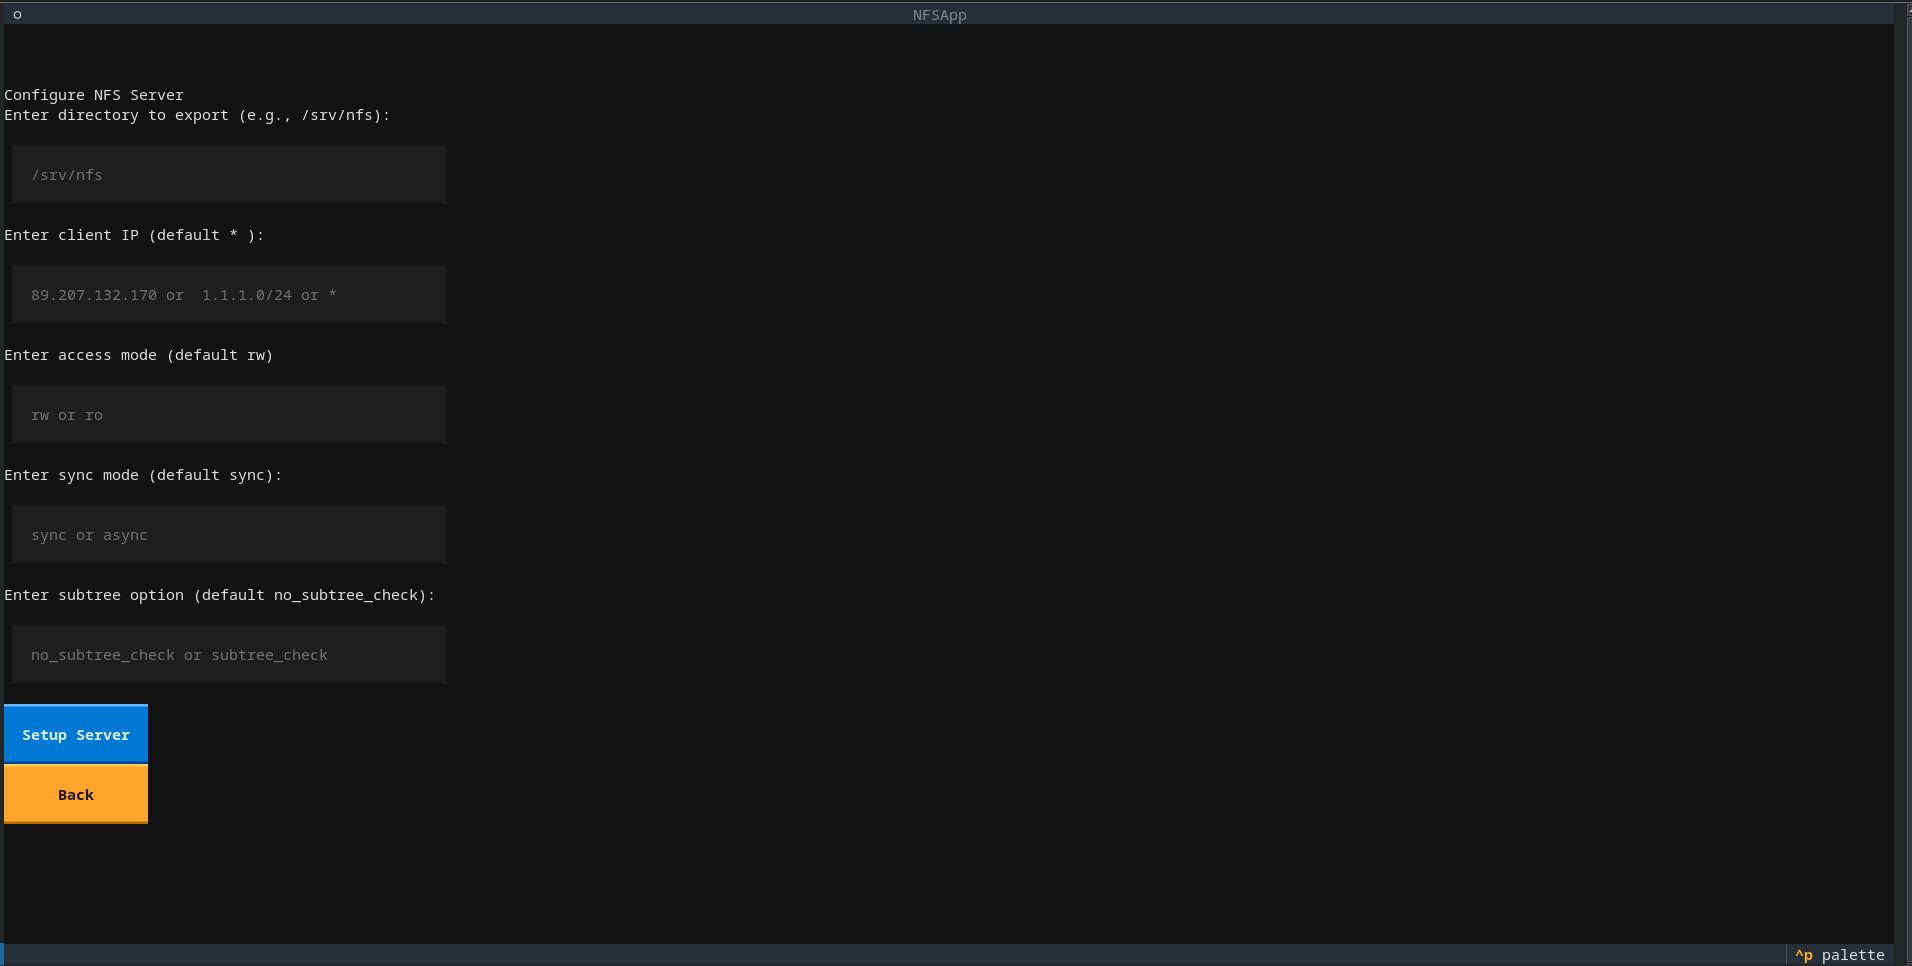 O NFSApp
Configure NFS Server
Enter directory to export (e.g., /srv/nfs):
/srv/nfs
Enter client IP (default * ):
89.207.132.170 or  1.1.1.0/24 or *
Enter access mode (default rw)
rw or ro
Enter sync mode (default sync):
sync or async
Enter subtree option (default no_subtree_check):
no_subtree_check or subtree_check
Setup Server
Back
^p palette